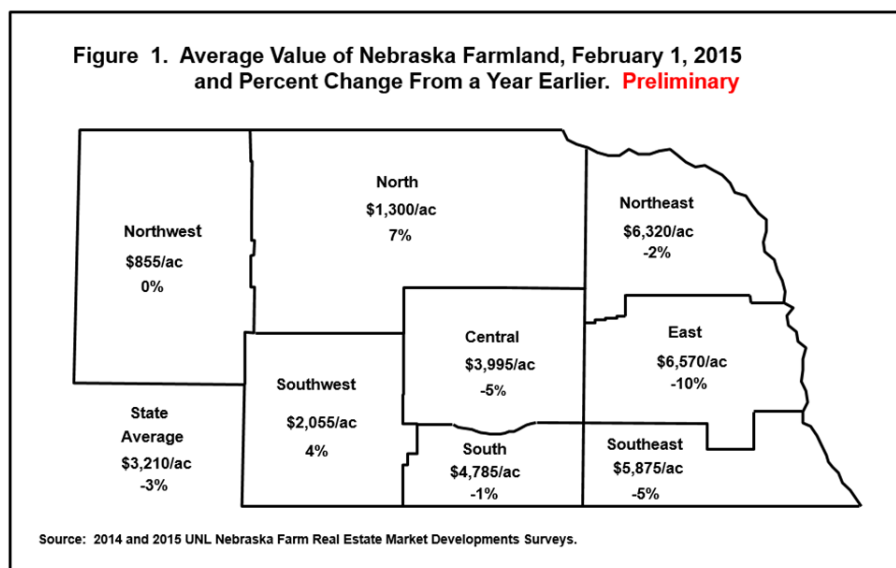 Figure 1. Average Value of Nebraska Farmland, February 1, 2015
and Percent Change From a Year Earlier. Preliminary
North
$1,300/ac
7%
Northeast
$6,320/ac
-2%
Northwest
$855/ac
0%
Central
$3,995/ac
-5%
East
$6,570/ac
-10%
Southwest
$2,055/ac
4%
State
Average
$3,210/ac
-3%
South
$4,785/ac
-1%
Southeast
$5,875/ac
-5%
Source: 2014 and 2015 UNL Nebraska Farm Real Estate Market Developments Surveys.